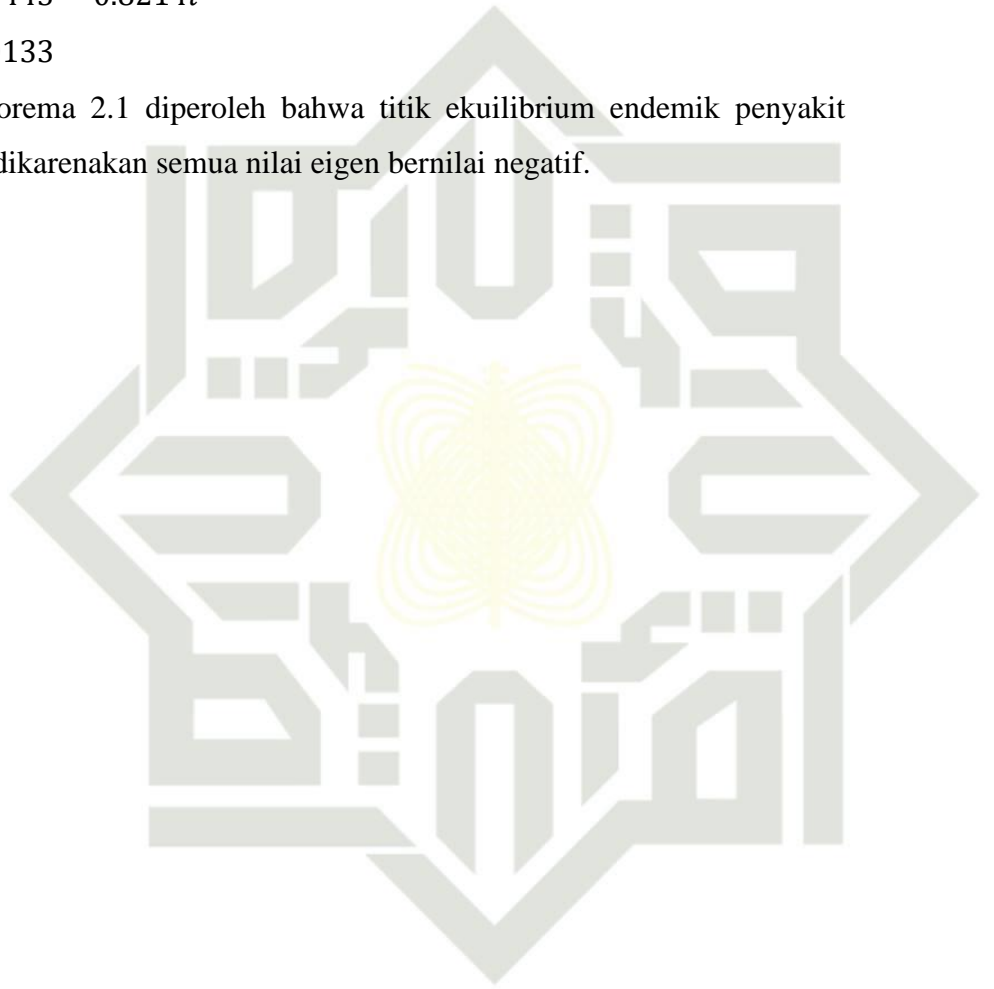 133
orema 2.1 diperoleh bahwa titik ekuilibrium endemik penyakit
dikarenakan semua nilai eigen bernilai negatif.